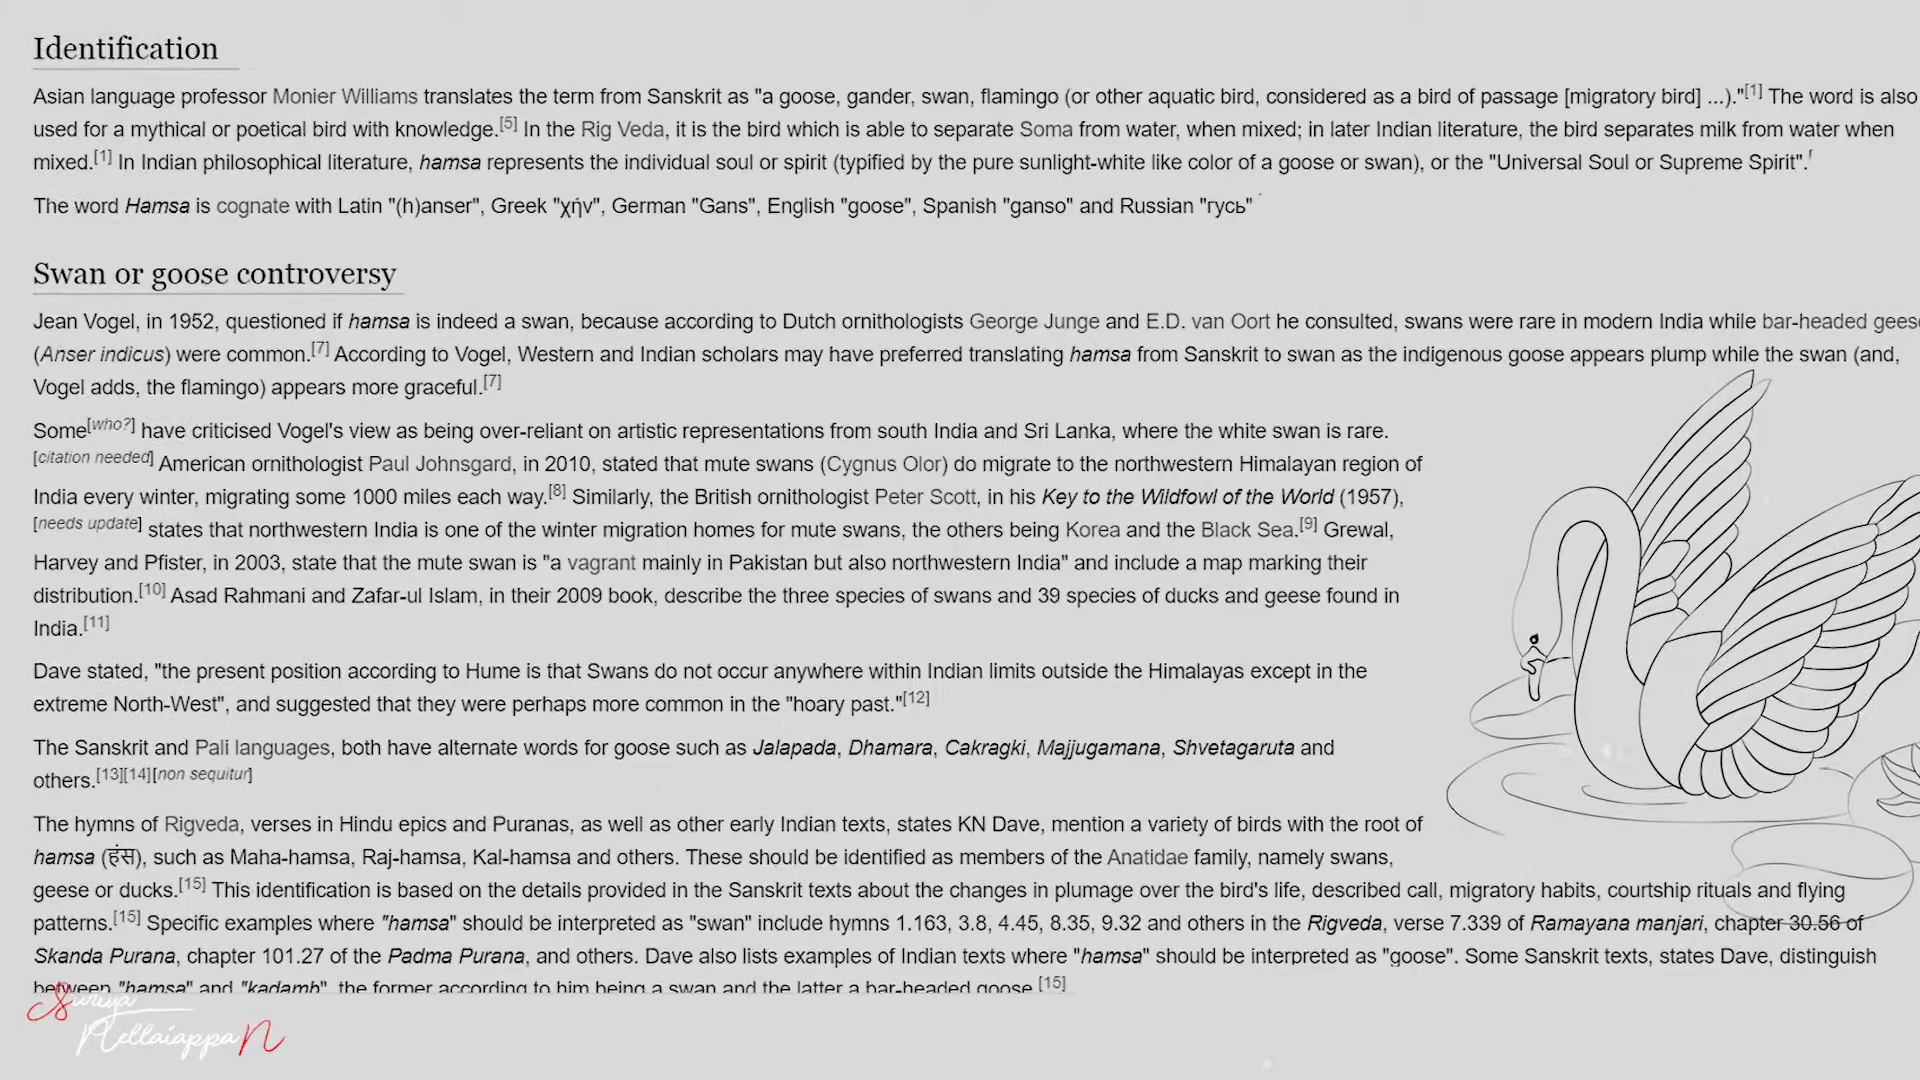 Identification
Asian language professor Monier Williams translates the term from Sanskrit as "a goose, gander, swan, flamingo (or other aquatic bird, considered as a bird of passage [migratory bird] ...)."[1] The word is also
used for a mythical or poetical bird with knowledge.[5] In the Rig Veda, it is the bird which is able to separate Soma from water, when mixed; in later Indian literature, the bird separates milk from water when
mixed.[1] In Indian philosophical literature, hamsa represents the individual soul or spirit (typified by the pure sunlight-white like color of a goose or swan), or the "Universal Soul or Supreme Spirit".
The word Hamsa is cognate with Latin "(h)anser", Greek "χήν", German "Gans", English "goose", Spanish "ganso" and Russian "гусь"
Swan or goose controversy
Jean Vogel, in 1952, questioned if hamsa is indeed a swan, because according to Dutch ornithologists George Junge and E.D. van Oort he consulted, swans were rare in modern India while bar-headed geese
(Anser indicus) were common.[7] According to Vogel, Western and Indian scholars may have preferred translating hamsa from Sanskrit to swan as the indigenous goose appears plump while the swan (and,
Vogel adds, the flamingo) appears more graceful.[7]
Some[who?] have criticised Vogel's view as being over-reliant on artistic representations from south India and Sri Lanka, where the white swan is rare.
[citation needed] American ornithologist Paul Johnsgard, in 2010, stated that mute swans (Cygnus Olor) do migrate to the northwestern Himalayan region of
India every winter, migrating some 1000 miles each way.[8] Similarly, the British ornithologist Peter Scott, in his Key to the Wildfowl of the World (1957),
[needs update] states that northwestern India is one of the winter migration homes for mute swans, the others being Korea and the Black Sea.[9] Grewal,
Harvey and Pfister, in 2003, state that the mute swan is "a vagrant mainly in Pakistan but also northwestern India" and include a map marking their
distribution.[10] Asad Rahmani and Zafar-ul Islam, in their 2009 book, describe the three species of swans and 39 species of ducks and geese found in
India.[11]
Dave stated, "the present position according to Hume is that Swans do not occur anywhere within Indian limits outside the Himalayas except in the
extreme North-West", and suggested that they were perhaps more common in the "hoary past."[12]
The Sanskrit and Pali languages, both have alternate words for goose such as Jalapada, Dhamara, Cakragki, Majjugamana, Shvetagaruta and
others.[13][14][non sequitur]
The hymns of Rigveda, verses in Hindu epics and Puranas, as well as other early Indian texts, states KN Dave, mention a variety of birds with the root of
hamsa (हंस), such as Maha-hamsa, Raj-hamsa, Kal-hamsa and others. These should be identified as members of the Anatidae family, namely swans,
geese or ducks.[15] This identification is based on the details provided in the Sanskrit texts about the changes in plumage over the bird's life, described call, migratory habits, courtship rituals and flying
patterns.[15] Specific examples where "hamsa" should be interpreted as "swan" include hymns 1.163, 3.8, 4.45, 8.35, 9.32 and others in the Rigveda, verse 7.339 of Ramayana manjari, chapter 30.56 of
Skanda Purana, chapter 101.27 of the Padma Purana, and others. Dave also lists examples of Indian texts where "hamsa" should be interpreted as "goose". Some Sanskrit texts, states Dave, distinguish
between "hamsa" and "kadamb", the former according to him being a swan and the latter a bar-headed goose.[15]
Suriya
NellaiappaN